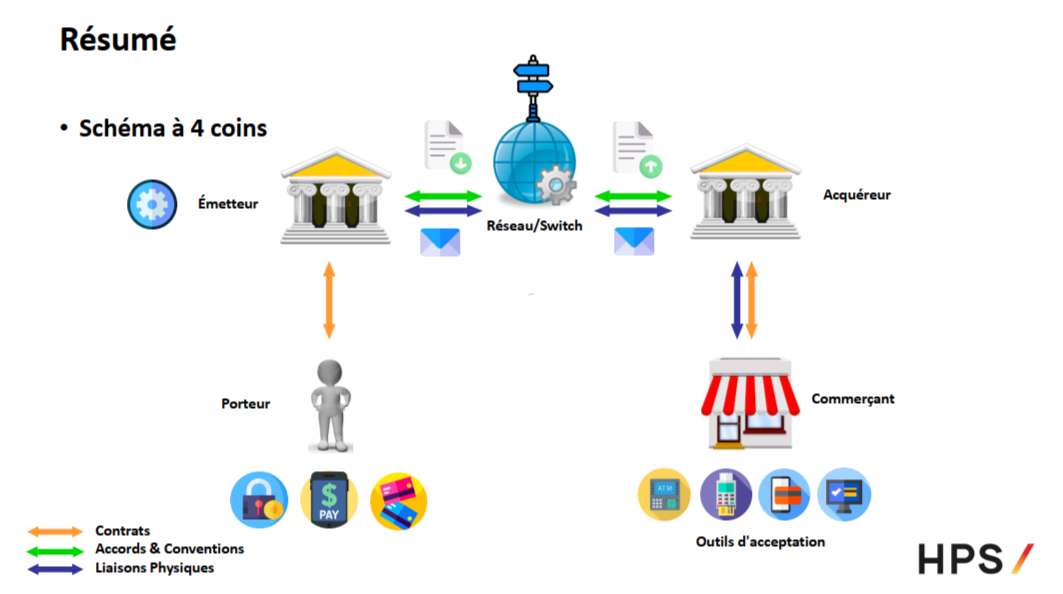 Résumé
• Schéma à 4 coins
Émetteur
Réseau/Switch
Acquéreur
Porteur
Commerçant
$
PAY
ATM
Outils d'acceptation
Contrats
Accords & Conventions
Liaisons Physiques
HPS